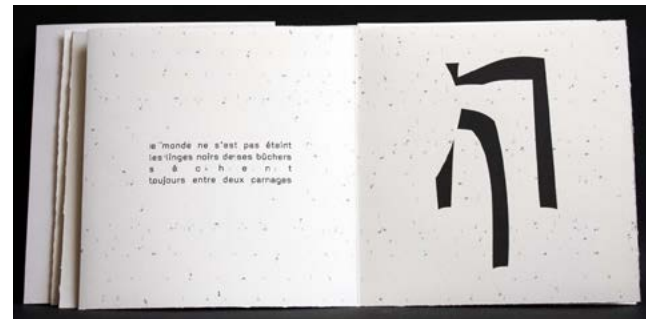 le monde ne s'est pas éteint
les linges noirs de ses bûchers
s è c h e n t
toujours entre deux carnages